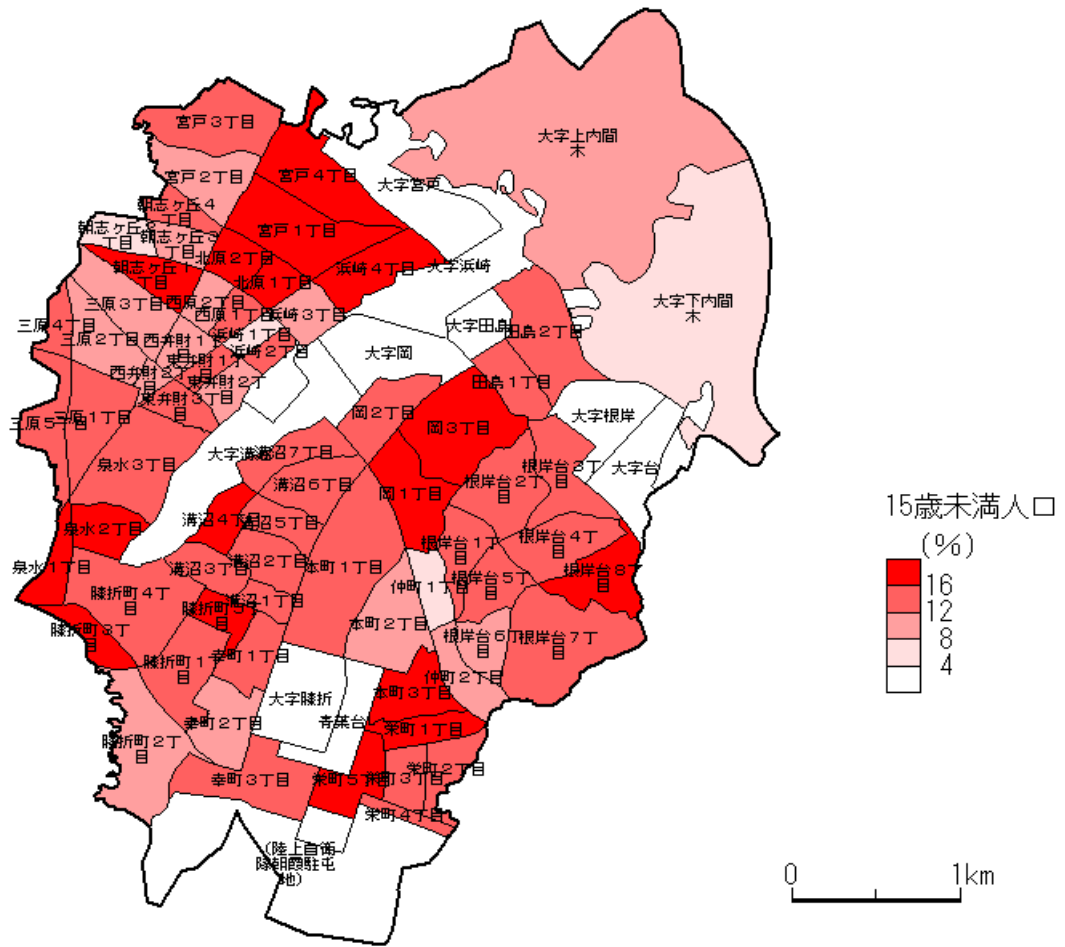 宮戸3丁目
大字上内間
木
宮戸2丁目
宮戸4丁目
大字宮戸
朝志ヶ丘4
丁目
朝志ヶ丘3
丁目
宮戸1丁目
北原2丁目
浜崎4丁目
大字浜崎
朝志ヶ丘1
丁目
北原1丁目
三原3丁目
西原2丁目
西原1丁目
浜崎3丁目
大字下内間
木
三原4丁目
三原2丁目
西弁財1丁
目
浜崎1丁目
浜崎2丁目
大字田島
田島2丁目
大字岡
東弁財1丁
目
西弁財2丁
目
東弁財2丁
目
田島1丁目
東弁財3丁
目
三原5丁目
三原1丁目
岡2丁目
岡3丁目
大字根岸
泉水3丁目
大字溝沼
溝沼7丁目
根岸台3丁
目
大字台
溝沼6丁目
岡1丁目
根岸台2丁
目
15歳未満人口
(%)
16
12
8
4
泉水2丁目
溝沼4丁目
溝沼5丁目
根岸台1丁
目
根岸台4丁
目
泉水1丁目
溝沼3丁目
溝沼2丁目
本町1丁目
仲町1丁目
根岸台5丁
目
根岸台8丁
目
膝折町4丁
目
膝折町5丁
目
溝沼1丁目
膝折町3丁
目
本町2丁目
根岸台6丁
目
根岸台7丁
目
膝折町1丁
目
幸町1丁目
仲町2丁目
大字膝折
本町3丁目
幸町2丁目
青葉台
栄町1丁目
膝折町2丁
目
幸町3丁目
栄町5丁目
栄町3丁目
栄町2丁目
栄町4丁目
(陸上自衛
隊朝霞駐屯
地)
0
1km